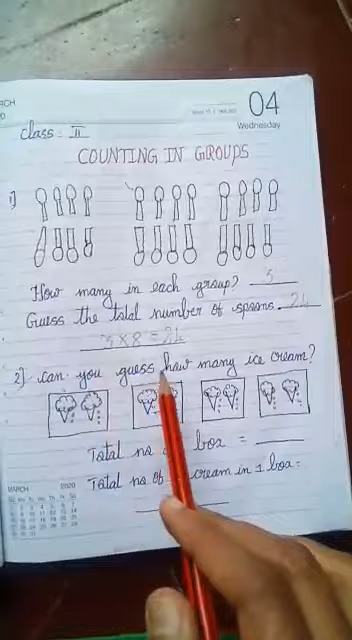 RCH
04
Wednesday
Class : II
COUNTING IN GROUPS
1)
How many in each group?
Guess the total number of spoons. 24
3 x 8 = 24
2) can you guess how many ice cream?
Total no box =
MARCH 2020
Total no of cream in 1 box =